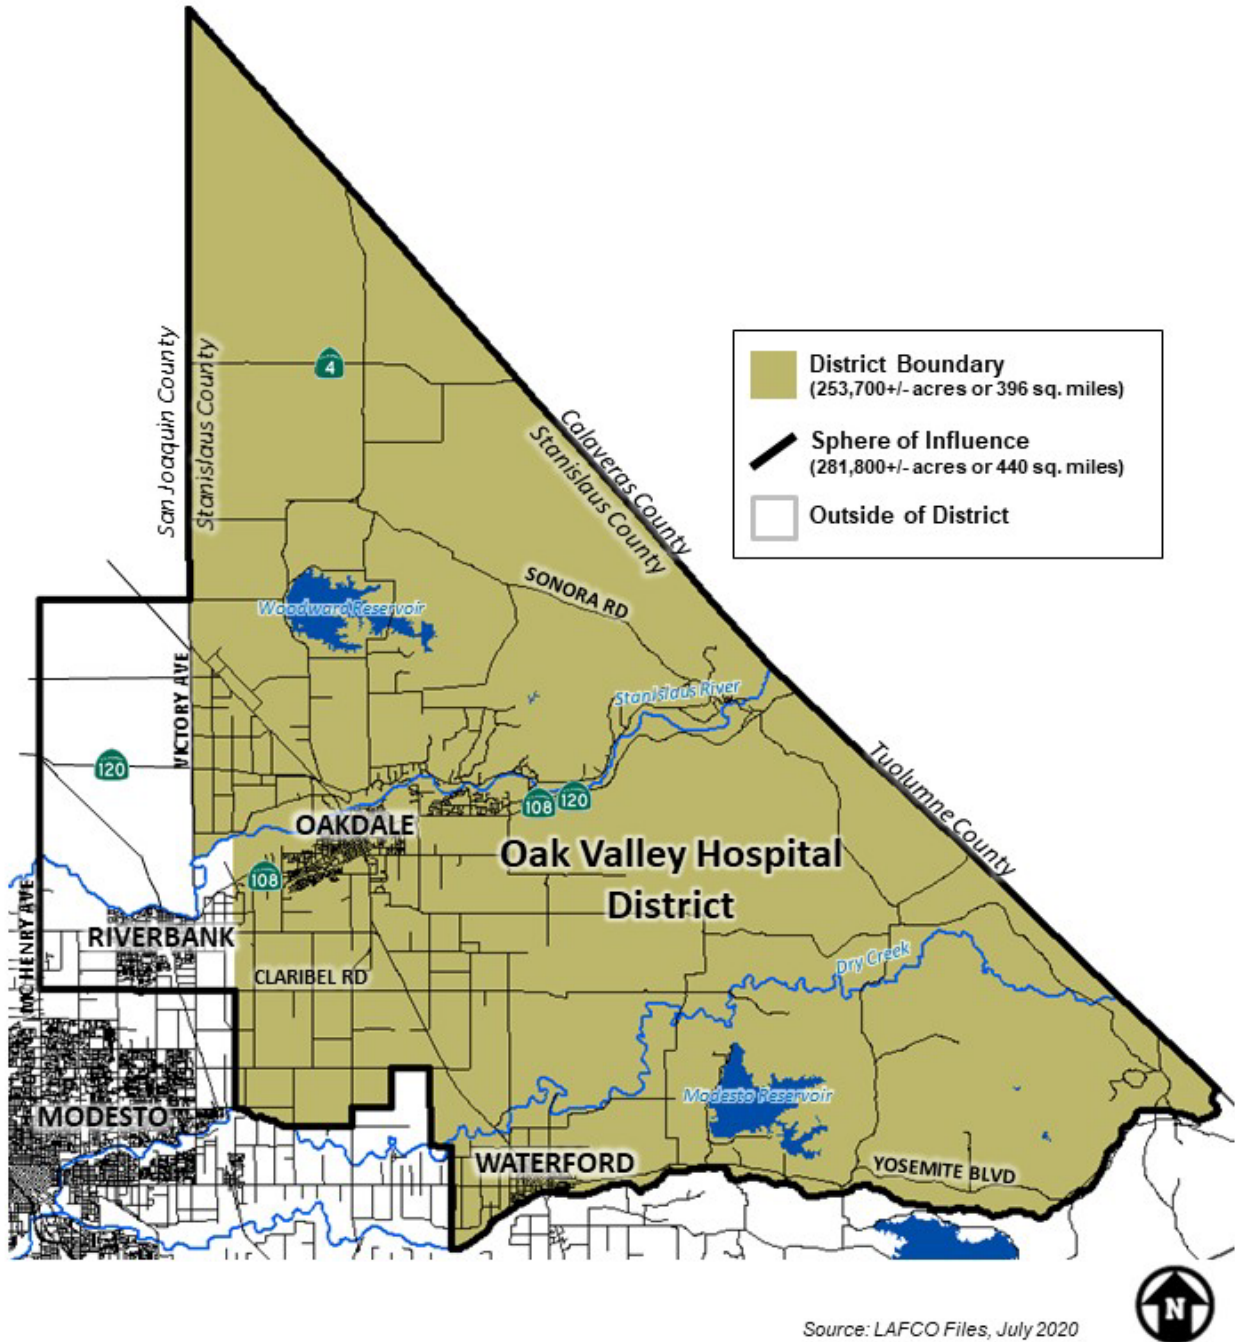 San Joaquin County
Stanislaus County
4
Calaveras County
Stanislaus County
District Boundary
(253,700+/- acres or 396 sq. miles)
Sphere of Influence
(281,800+/- acres or 440 sq. miles)
Outside of District
SONORA RD
Woodward Reservoir
VICTORY AVE
Stanislaus River
120
Tuolumne County
108
120
OAKDALE
Oak Valley Hospital
District
108
MCHENRY AVE
RIVERBANK
CLARIBEL RD
Dry Creek
MODESTO
Modesto Reservoir
WATERFORD
YOSEMITE BLVD
N
Source: LAFCO Files, July 2020